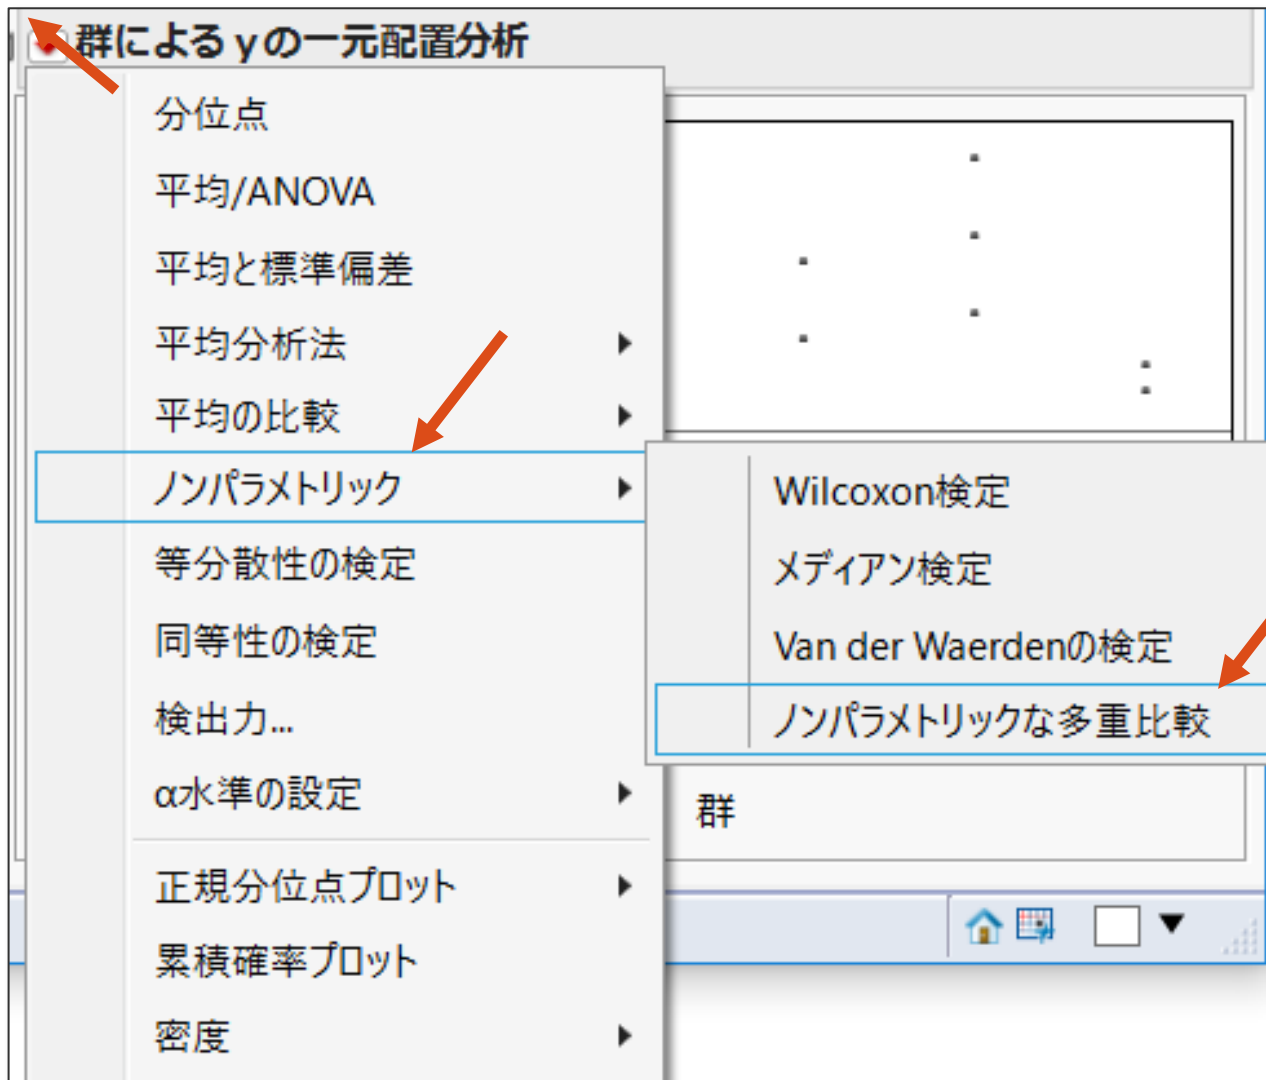 群によるyの一元配置分析
分位点
平均/ANOVA
平均と標準偏差
平均分析法
平均の比較
ノンパラメトリック
Wilcoxon検定
メディアン検定
Van der Waerdenの検定
ノンパラメトリックな多重比較
等分散性の検定
同等性の検定
検出力...
α水準の設定
群
正規分位点プロット
累積確率プロット
密度